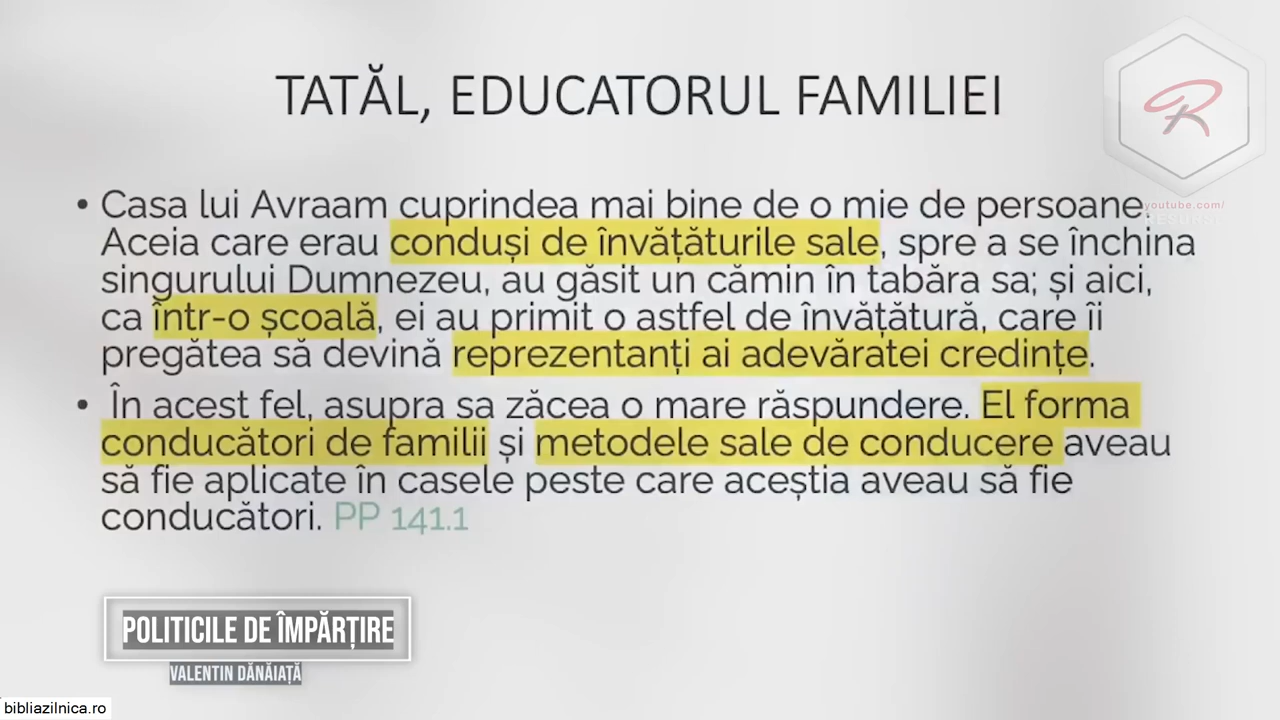 TATĂL, EDUCATORUL FAMILIEI
youtube.com/
• Casa lui Avraam cuprindea mai bine de o mie de persoane.
Aceia care erau conduși de învățăturile sale, spre a se închina
singurului Dumnezeu, au găsit un cămin în tabăra sa; și aici,
ca într-o școală, ei au primit o astfel de învățătură, care îi
pregătea să devină reprezentanți ai adevăratei credințe.
• În acest fel, asupra sa zăcea o mare răspundere. El forma
conducători de familii și metodele sale de conducere aveau
să fie aplicate în casele peste care aceștia aveau să fie
conducători. PP 141.1
POLITICILE DE ÎMPĂRȚIRE
VALENTIN DĂNĂIAȚĂ
bibliazilnica.ro